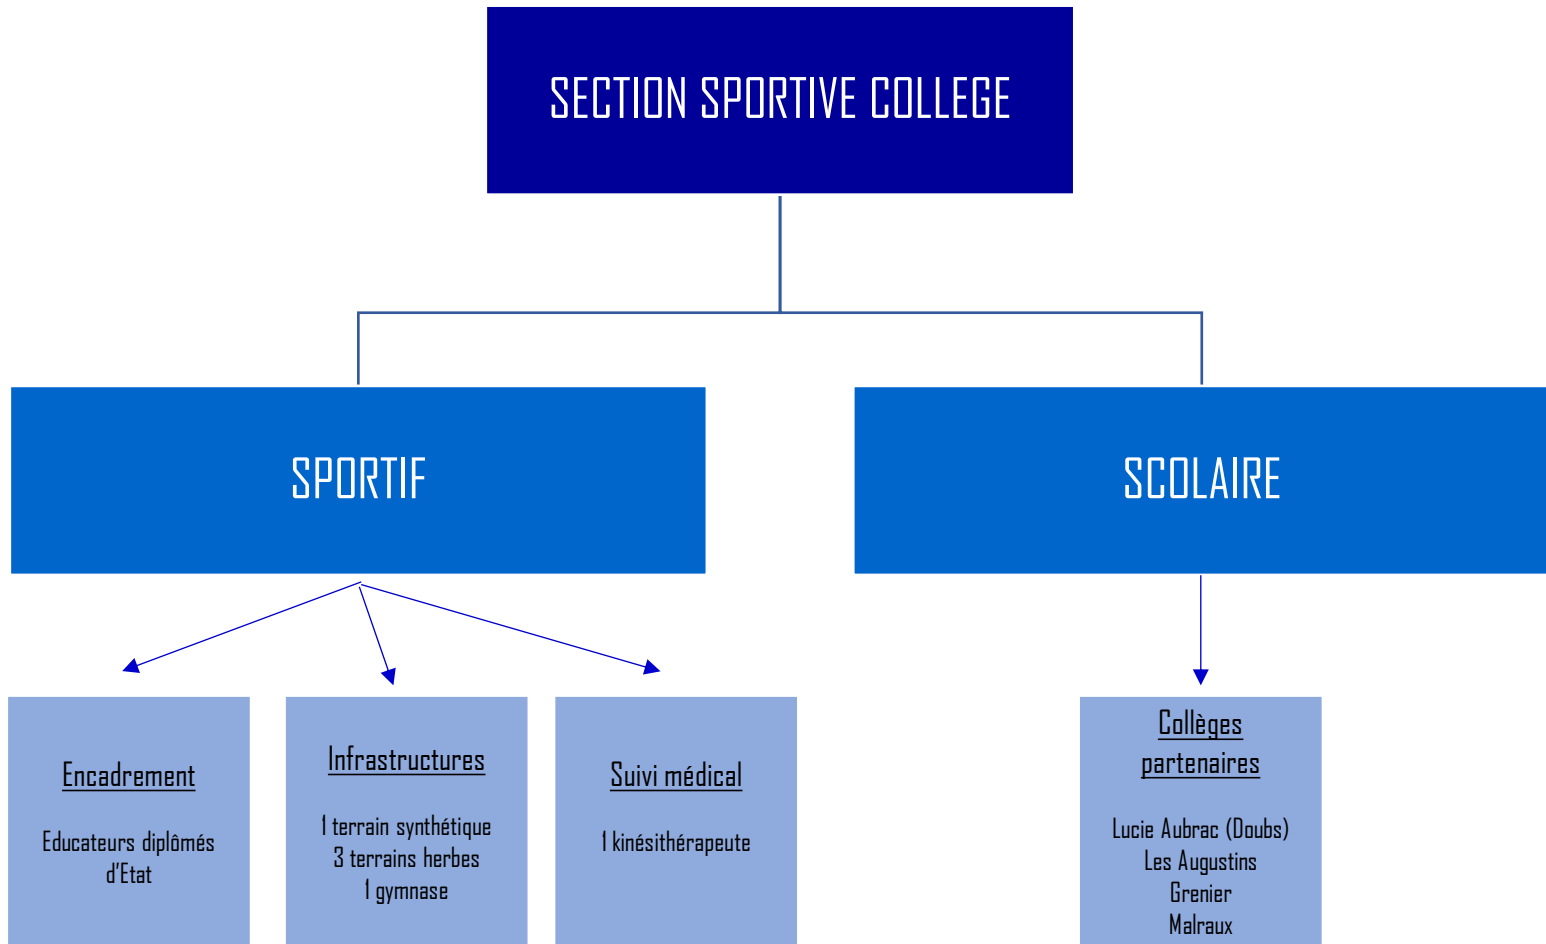 SECTION SPORTIVE COLLEGE
SPORTIF
SCOLAIRE
Encadrement
Educateurs diplômés
d'Etat
Infrastructures
1 terrain synthétique
3 terrains herbes
1 gymnase
Suivi médical
1 kinésithérapeute
Collèges
partenaires
Lucie Aubrac (Doubs)
Les Augustins
Grenier
Malraux